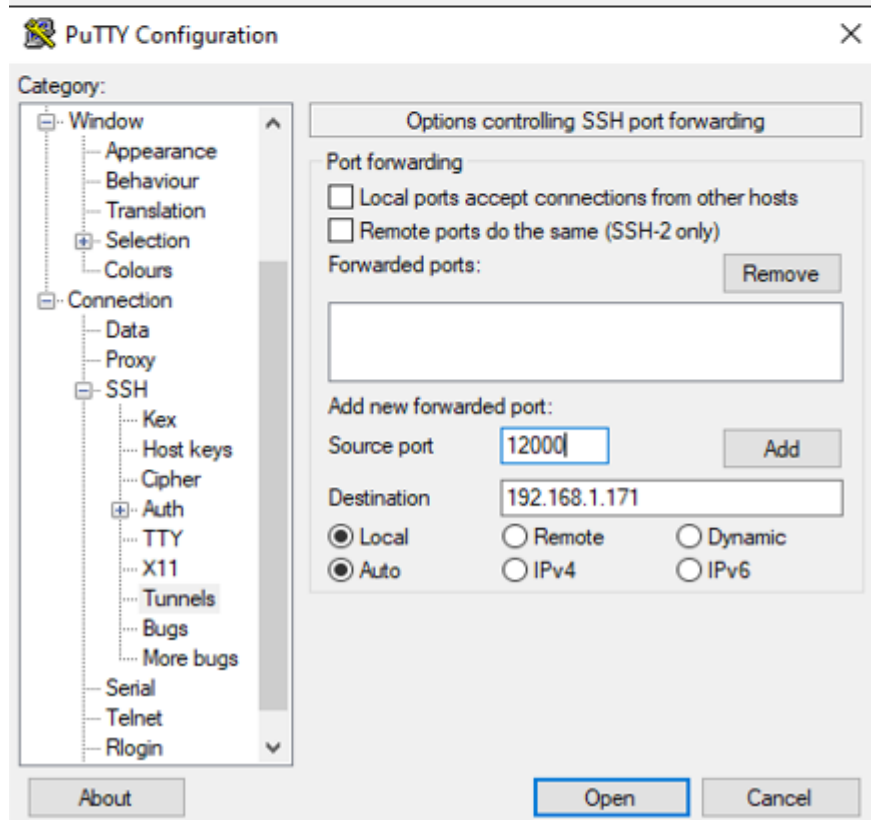 PuTTY Configuration
Category:
Window
Appearance
Behaviour
Translation
Selection
Colours
Connection
Data
Proxy
SSH
Kex
Host keys
Cipher
Auth
TTY
X11
Tunnels
Bugs
More bugs
Serial
Telnet
Rlogin
Options controlling SSH port forwarding
Port forwarding
Local ports accept connections from other hosts
Remote ports do the same (SSH-2 only)
Forwarded ports: Remove
Add new forwarded port:
Source port 12000 Add
Destination 192.168.1.171
Local Remote Dynamic
Auto IPv4 IPv6
About Open Cancel